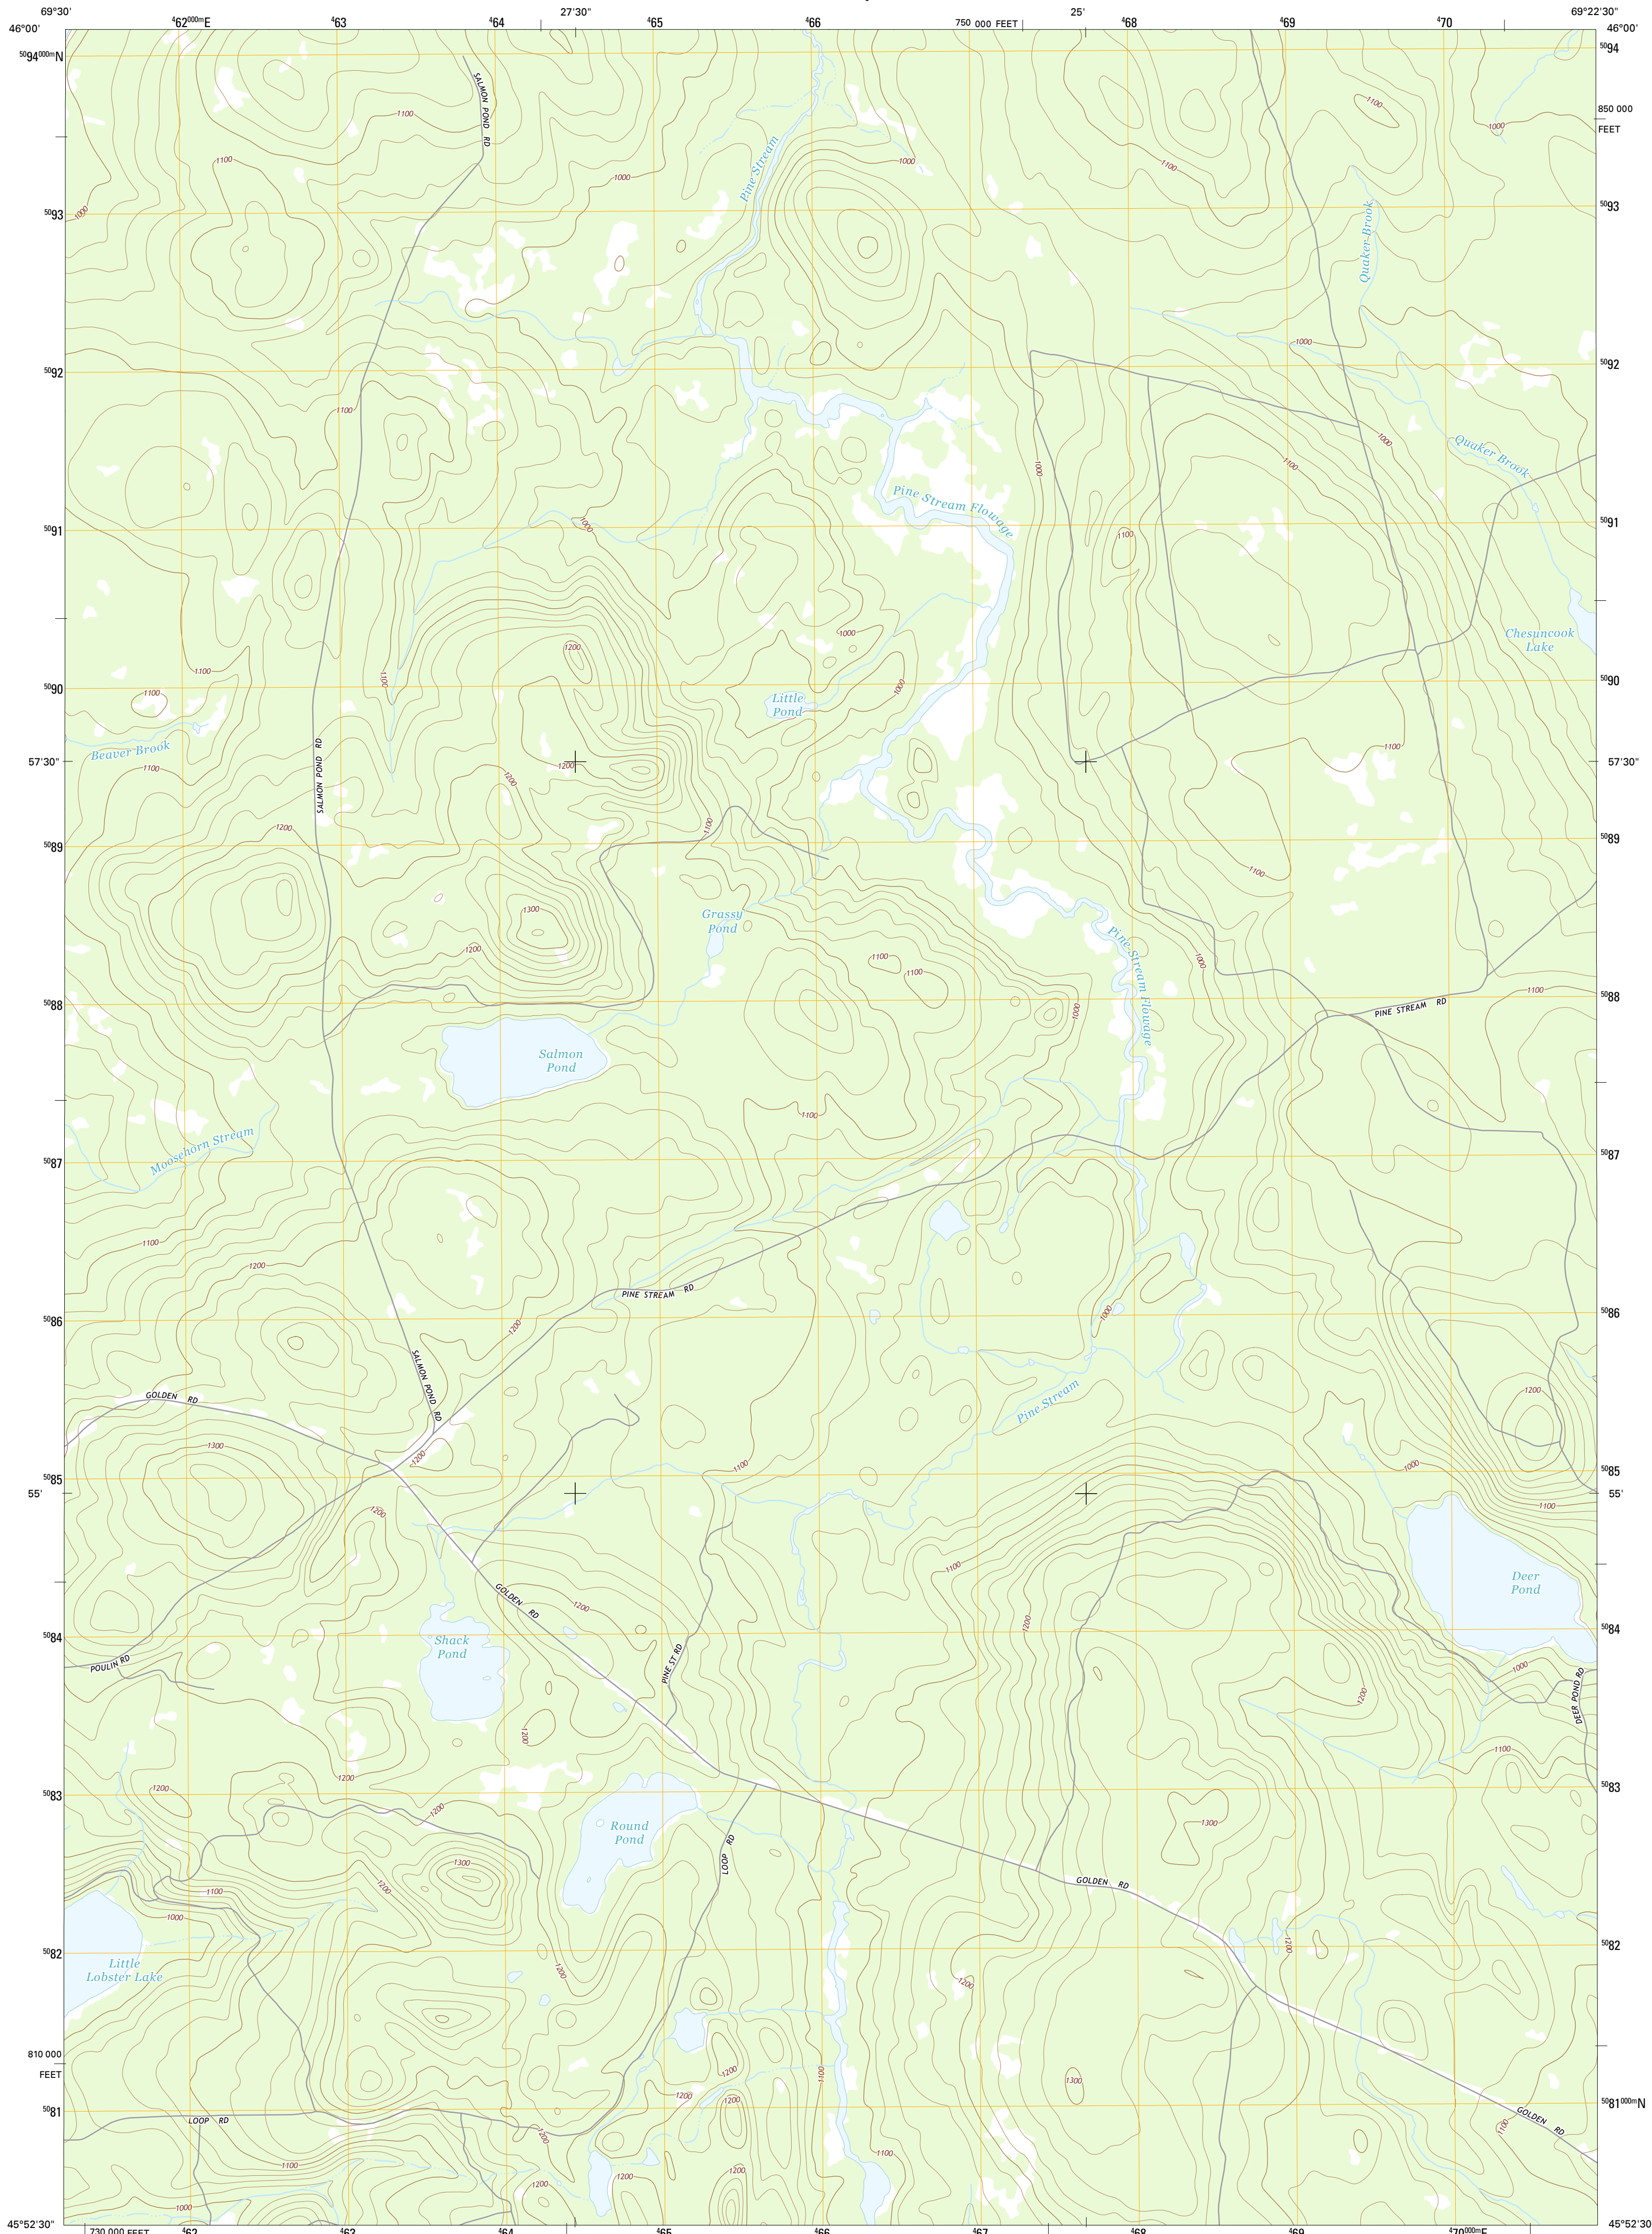 69°30'
⁴62⁰⁰⁰ᵐE
⁴63
⁴64
27'30"
⁴65
⁴66
750 000 FEET
25'
⁴68
⁴69
⁴70
69°22'30"
46°00'
46°00'
⁵⁰94⁰⁰⁰ᵐN
⁵⁰94
SALMON POND RD
1100
1100
850 000
FEET
1000
Pine Stream
1100
1000
1100
1000
⁵⁰93
1000
⁵⁰93
Quaker Brook
1000
⁵⁰92
⁵⁰92
1100
1000
Quaker Brook
1000
1100
Pine Stream Flowage
⁵⁰91
1000
1100
⁵⁰91
1000
Chesuncook
Lake
1200
1100
1100
⁵⁰90
1100
Little
Pond
1000
⁵⁰90
Beaver Brook
SALMON POND RD
1100
57'30"
1100
1200
1200
57'30"
1200
1100
⁵⁰89
⁵⁰89
1100
1300
Grassy
Pond
Pine Stream Flowage
1200
1100
1100
1000
⁵⁰88
1100
⁵⁰88
1000
PINE STREAM RD
Salmon
Pond
1100
Moosehorn Stream
⁵⁰87
⁵⁰87
1100
1200
PINE STREAM RD
1000
⁵⁰86
1200
⁵⁰86
SALMON POND RD
GOLDEN RD
Pine Stream
1200
1300
1200
1100
1000
⁵⁰85
⁵⁰85
55'
55'
1100
1200
1100
Deer
Pond
GOLDEN RD
1200
1200
Shack
Pond
⁵⁰84
⁵⁰84
POULIN RD
PINE ST RD
1000
DEER POND RD
1200
1200
1100
1200
⁵⁰83
1200
1200
⁵⁰83
Round
Pond
1300
LOOP RD
1300
1100
1200
GOLDEN RD
1000
⁵⁰82
1200
⁵⁰82
Little
Lobster Lake
1200
1200
810 000
FEET
1200
1100
1300
1200
1200
⁵⁰81
⁵⁰81⁰⁰⁰ᵐN
LOOP RD
GOLDEN RD
1200
1100
1100
1100
1200
1200
1200
1000
45°52'30"
45°52'30"
730 000 FEET
⁴62
⁴63
⁴64
⁴65
⁴66
⁴67
⁴68
⁴69
⁴70⁰⁰⁰ᵐE